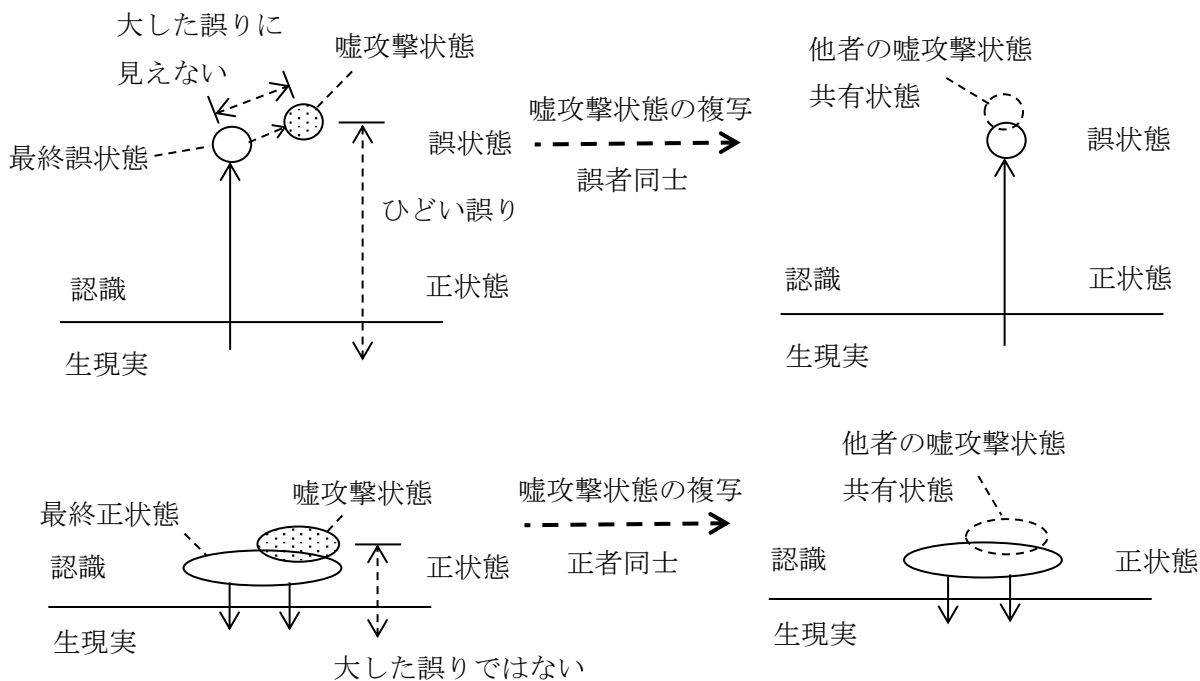 大した誤りに
見えない
嘘攻撃状態
最終誤状態
誤状態
ひどい誤り
認識
正状態
生現実
嘘攻撃状態の複写
誤者同士
他者の嘘攻撃状態
共有状態
誤状態
認識
正状態
生現実
最終正状態
嘘攻撃状態
認識
正状態
生現実
大した誤りではない
嘘攻撃状態の複写
正者同士
他者の嘘攻撃状態
共有状態
認識
正状態
生現実